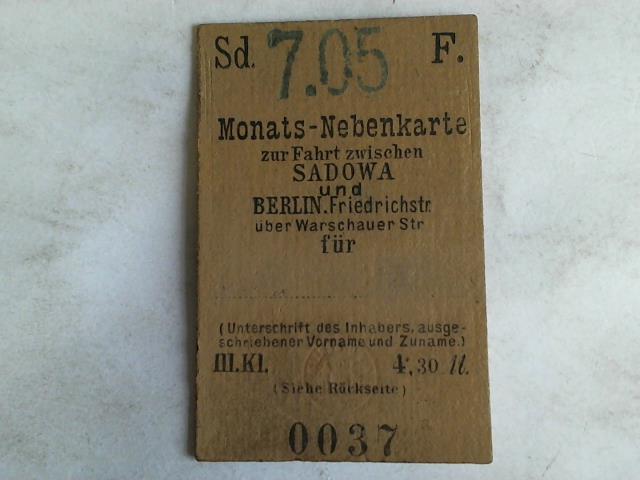 Sd. 7.05 F.
Monats-Nebenkarte
zur Fahrt zwischen
SADOWA
und
BERLIN.Friedrichstr.
über Warschauer Str
für
(Unterschrift des Inhabers, ausge-
schriebener Vorname und Zuname.)
III.Kl. 4,30 M.
(Siehe Rückseite)
0037